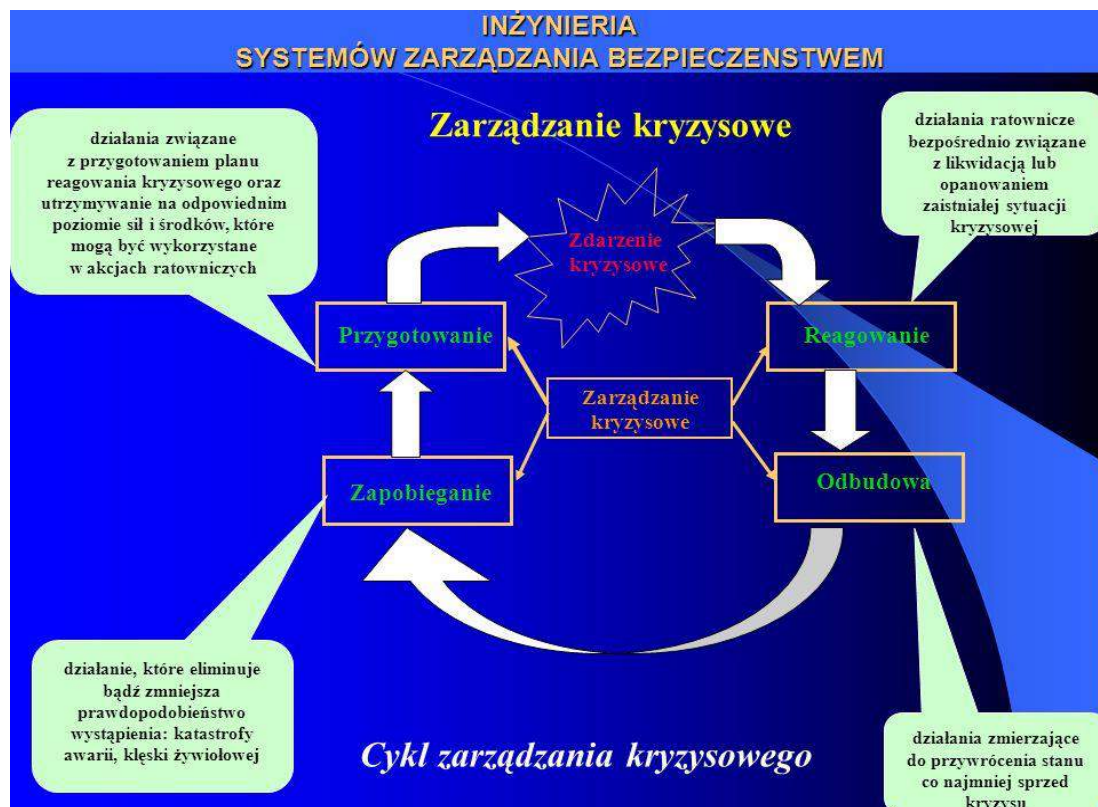 INŻYNIERIA
SYSTEMÓW ZARZĄDZANIA BEZPIECZENSTWEM
Zarządzanie kryzysowe
działania związane
z przygotowaniem planu
reagowania kryzysowego oraz
utrzymywanie na odpowiednim
poziomie sił i środków, które
mogą być wykorzystane
w akcjach ratowniczych
działania ratownicze
bezpośrednio związane
z likwidacją lub
opanowaniem
zaistniałej sytuacji
kryzysowej
Zdarzenie
kryzysowe
Przygotowanie
Reagowanie
Zarządzanie
kryzysowe
Zapobieganie
Odbudowa
działanie, które eliminuje
bądź zmniejsza
prawdopodobieństwo
wystąpienia: katastrofy
awarii, klęski żywiołowej
Cykl zarządzania kryzysowego
działania zmierzające
do przywrócenia stanu
co najmniej sprzed
kryzysu